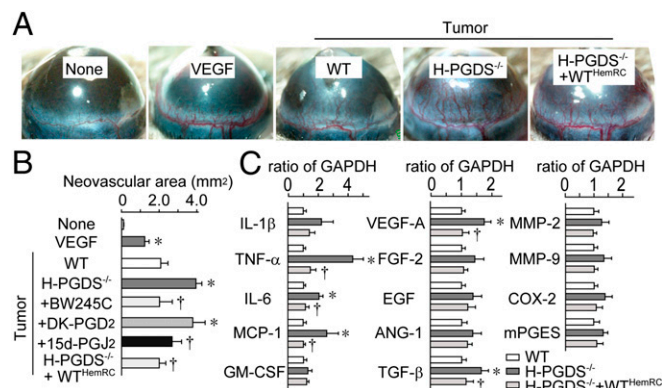 A
Tumor
None
VEGF
WT
H-PGDS-/-
H-PGDS-/-
+WTHemRC
B
Neovascular area (mm2)
0 2.0 4.0
None
VEGF *
Tumor
WT
H-PGDS-/- *
+BW245C †
+DK-PGD2 *
+15d-PGJ2 †
H-PGDS-/- †
+ WTHemRC
C
ratio of GAPDH
0 2 4
IL-1β
TNF-α * †
IL-6 * †
MCP-1 * †
GM-CSF
ratio of GAPDH
0 1 2
VEGF-A * †
FGF-2
EGF
ANG-1
TGF-β * †
ratio of GAPDH
0 1 2
MMP-2
MMP-9
COX-2
mPGES
WT
H-PGDS-/-
H-PGDS-/-+WTHemRC